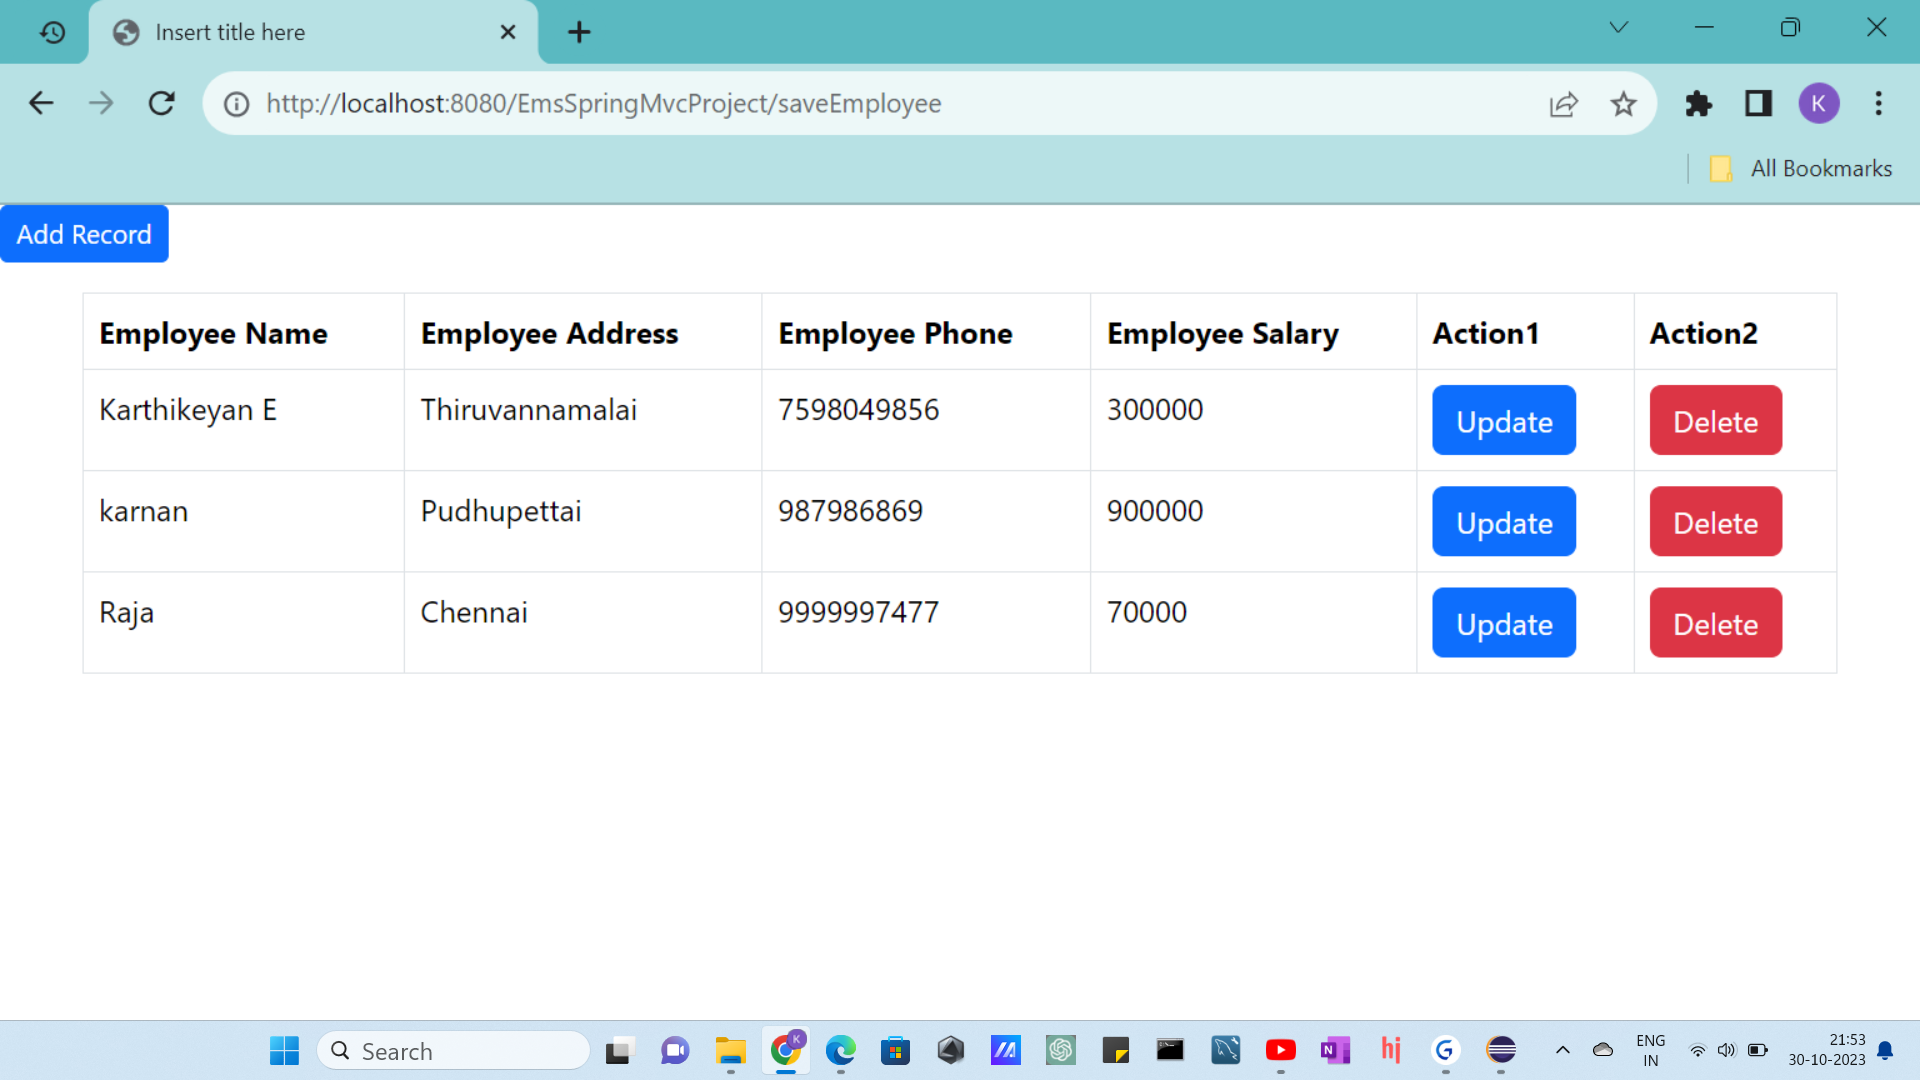 Insert title here
http://localhost:8080/EmsSpringMvcProject/saveEmployee
K
All Bookmarks
Add Record
Employee Name Employee Address Employee Phone Employee Salary Action1 Action2
Karthikeyan E Thiruvannamalai 7598049856 300000 Update Delete
karnan Pudhupettai 987986869 900000 Update Delete
Raja Chennai 9999997477 70000 Update Delete
Search
K
N
hi
G
ENG
IN
21:53
30-10-2023